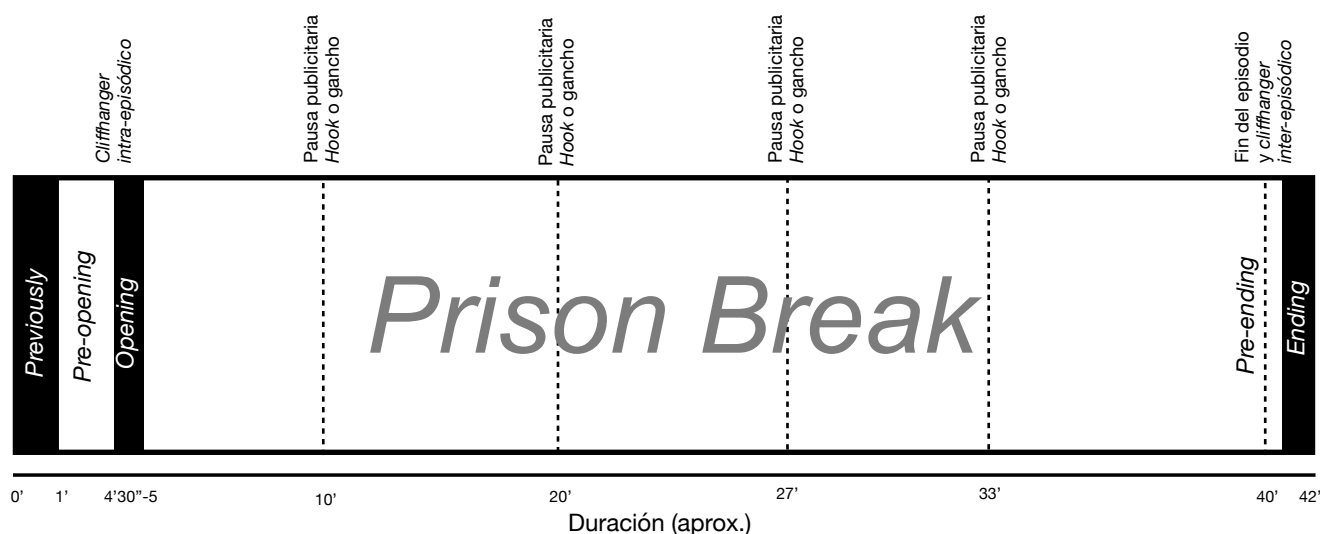 Cliffhanger
intra-episódico
Pausa publicitaria
Hook o gancho
Pausa publicitaria
Hook o gancho
Pausa publicitaria
Hook o gancho
Pausa publicitaria
Hook o gancho
Fin del episodio
y cliffhanger
inter-episódico
Previously
Pre-opening
Opening
Prison Break
Pre-ending
Ending
0’
1’
4’30”-5
10’
20’
27’
33’
40’
42’
Duración (aprox.)